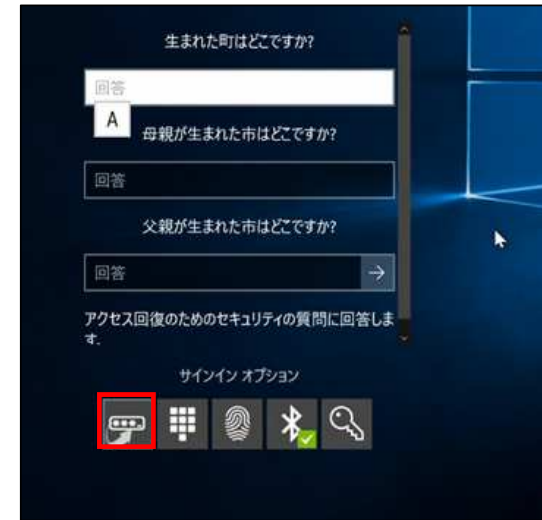 生まれた町はどこですか?
回答
A
母親が生まれた市はどこですか?
回答
父親が生まれた市はどこですか?
回答
アクセス回復のためのセキュリティの質問に回答しま
す.
サインイン オプション